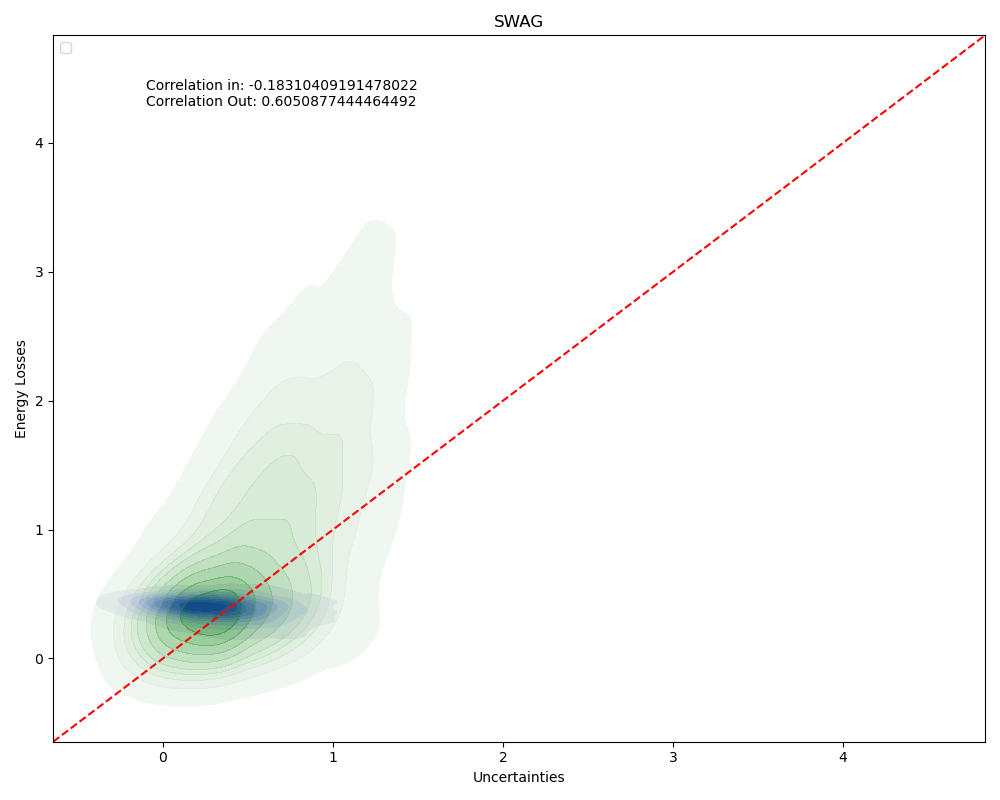 SWAG
Correlation in: -0.18310409191478022
Correlation Out: 0.6050877444464492
4
3
2
1
0
Energy Losses
0 1 2 3 4
Uncertainties